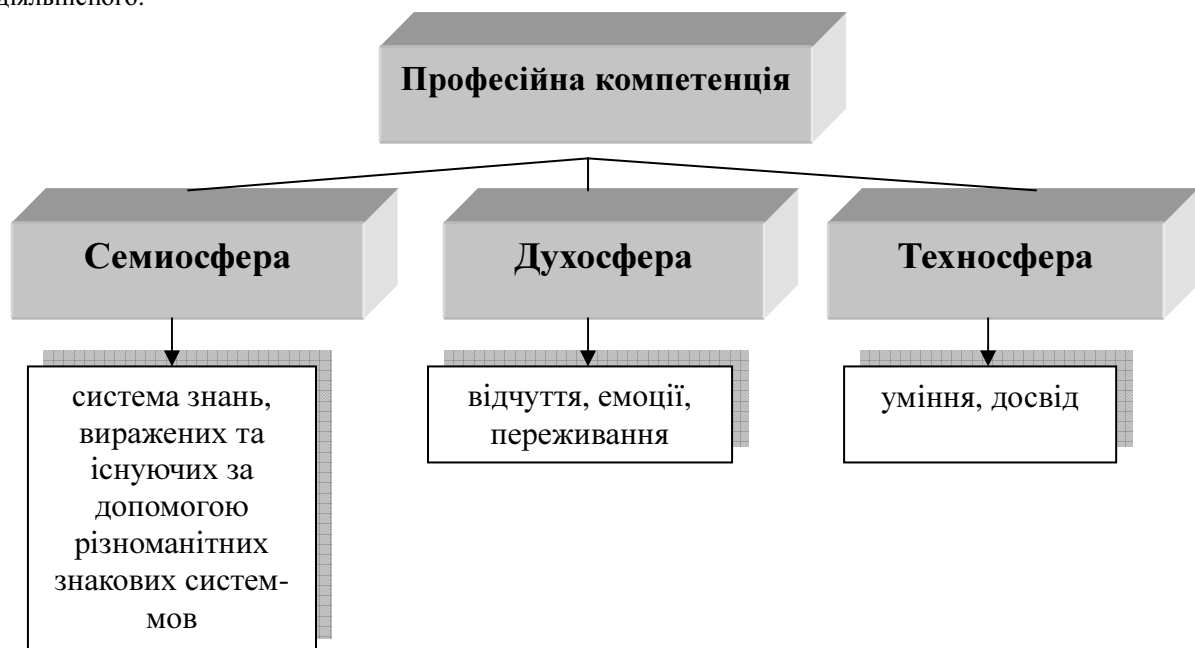 Професійна компетенція
Семиосфера
Духосфера
Техносфера
система знань,
виражених та
існуючих за
допомогою
різноманітних
знакових систем-
мов
відчуття, емоції,
переживання
уміння, досвід